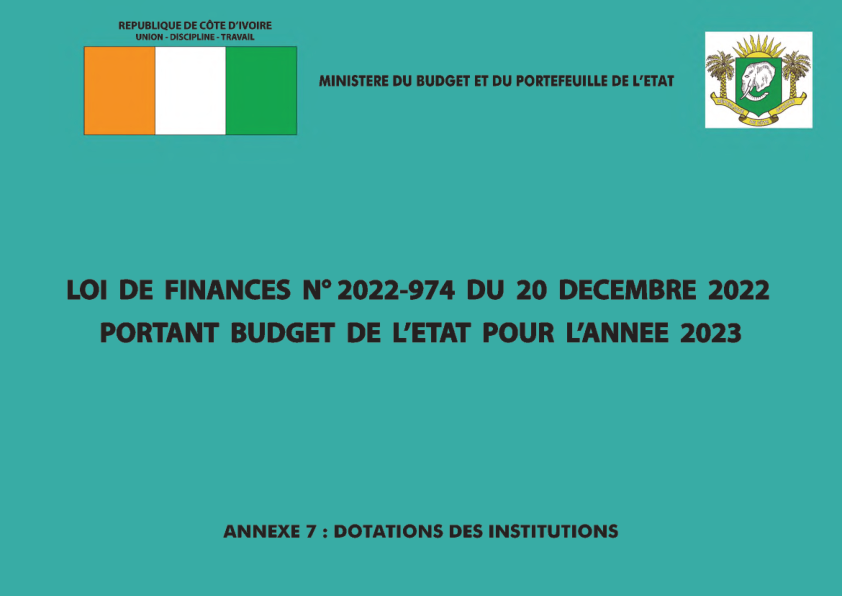 REPUBLIQUE DE CÔTE D'IVOIRE
UNION - DISCIPLINE - TRAVAIL
MINISTERE DU BUDGET ET DU PORTEFEUILLE DE L'ETAT
LOI DE FINANCES N° 2022-974 DU 20 DECEMBRE 2022
PORTANT BUDGET DE L'ETAT POUR L'ANNEE 2023
ANNEXE 7 : DOTATIONS DES INSTITUTIONS